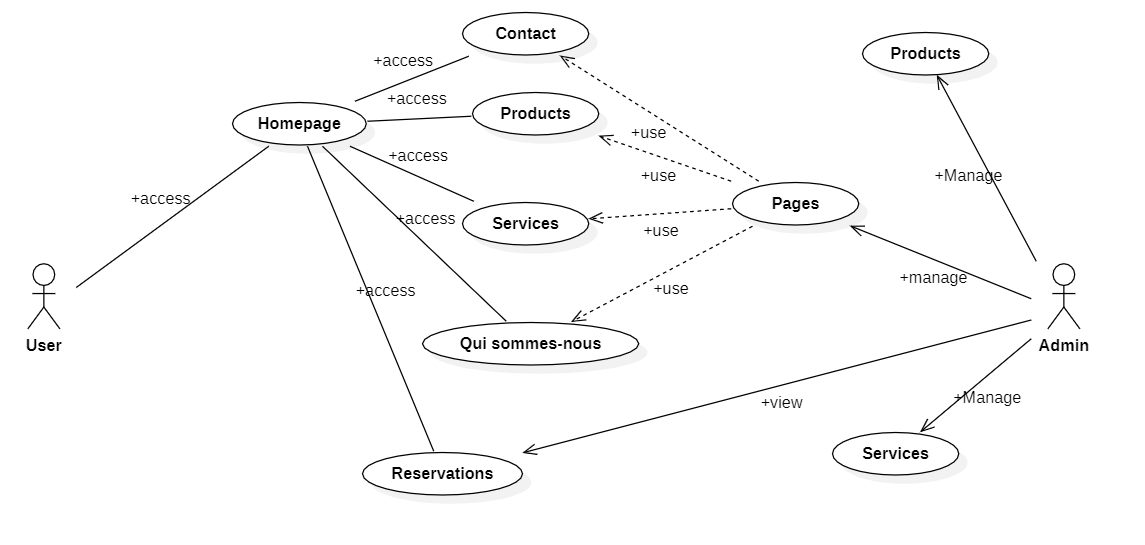 Contact
Products
+access
+access
Products
Homepage
+use
+access
+use
+Manage
+access
Pages
+access
Services
+use
+manage
+use
+access
User
Qui sommes-nous
Admin
+view
+Manage
Services
Reservations